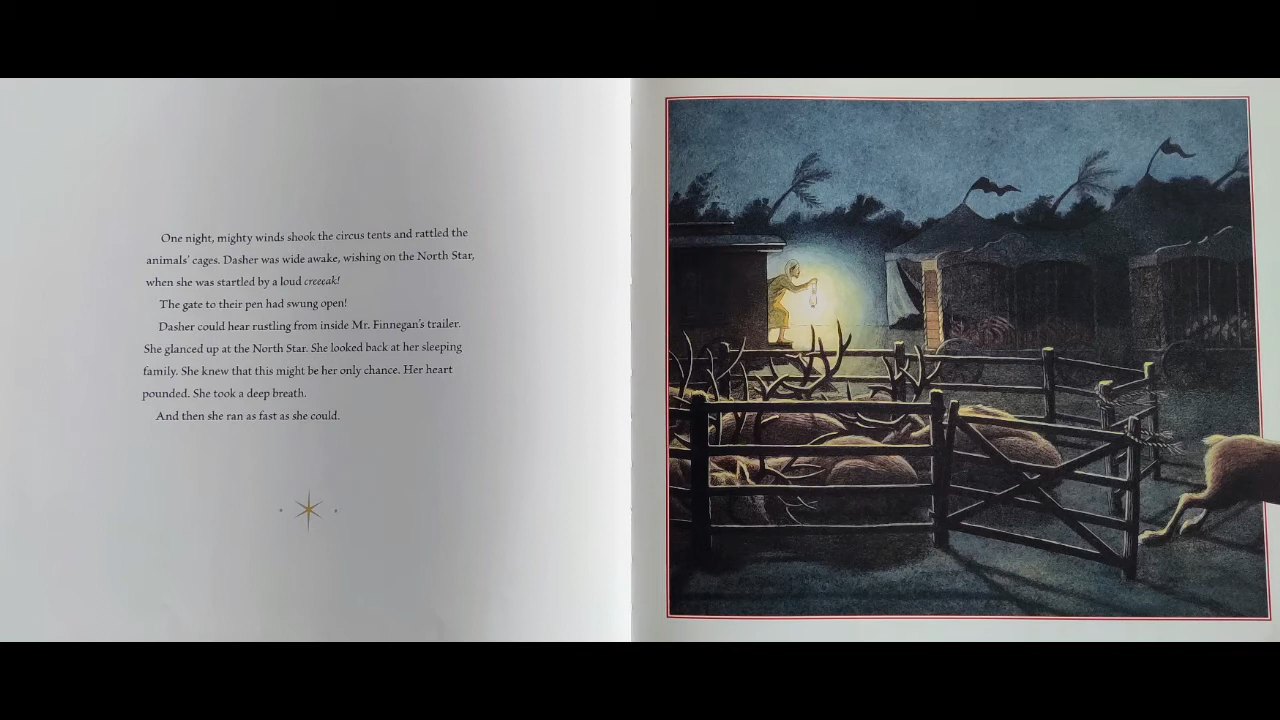 One night, mighty winds shook the circus tents and rattled the
animals' cages. Dasher was wide awake, wishing on the North Star,
when she was startled by a loud creeeak!
The gate to their pen had swung open!
Dasher could hear rustling from inside Mr. Finnegan's trailer.
She glanced up at the North Star. She looked back at her sleeping
family. She knew that this might be her only chance. Her heart
pounded. She took a deep breath.
And then she ran as fast as she could.